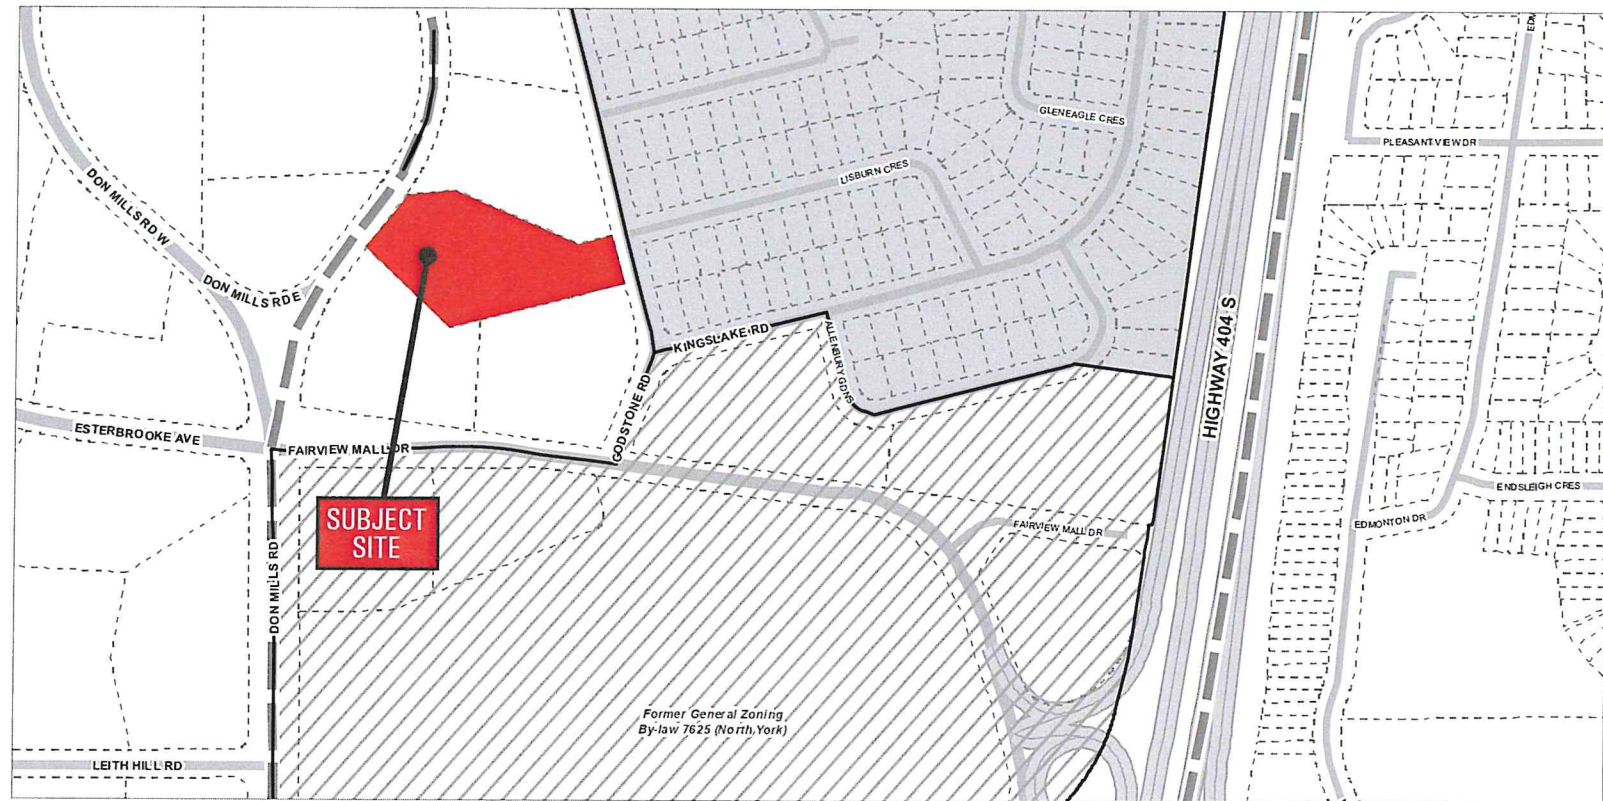 GLENEAGLE CRES
PLEASANT VIEW DR
LISBURN CRES
DON MILLS RD W
DON MILLS RD E
KINGSLAKE RD
ALLENBURY GDNS
HIGHWAY 404 S
GODSTONE RD
ESTERBROOKE AVE
FAIRVIEW MALL DR
ENDSLEIGH CRES
SUBJECT
SITE
FAIRVIEW MALL DR
EDMONTON DR
DON MILLS RD
Former General Zoning
By-law 7625 (North York)
LEITH HILL RD